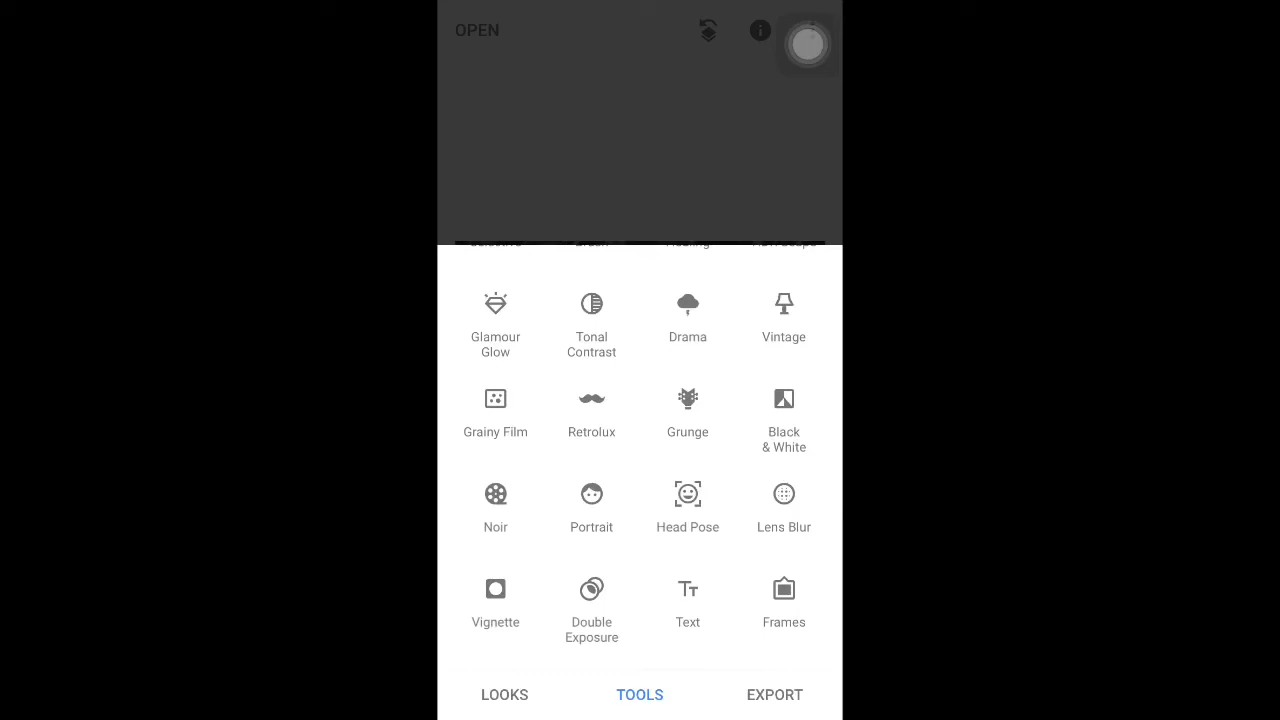 OPEN
Healing
Glamour Glow
Tonal Contrast
Drama
Vintage
Grainy Film
Retrolux
Grunge
Black & White
Noir
Portrait
Head Pose
Lens Blur
Vignette
Double Exposure
Text
Frames
LOOKS
TOOLS
EXPORT